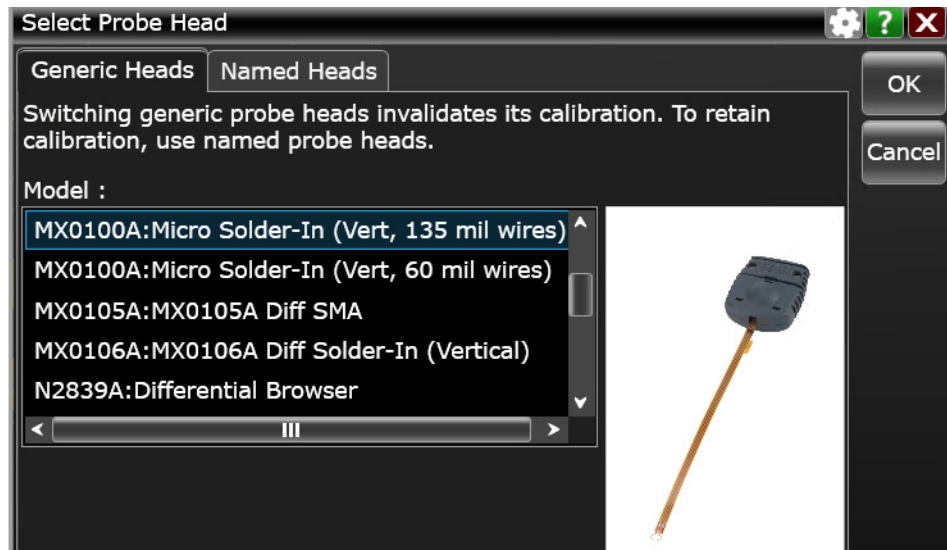 Select Probe Head
?
X
Generic Heads
Named Heads
OK
Switching generic probe heads invalidates its calibration. To retain
calibration, use named probe heads.
Cancel
Model :
MX0100A:Micro Solder-In (Vert, 135 mil wires)
MX0100A:Micro Solder-In (Vert, 60 mil wires)
MX0105A:MX0105A Diff SMA
MX0106A:MX0106A Diff Solder-In (Vertical)
N2839A:Differential Browser